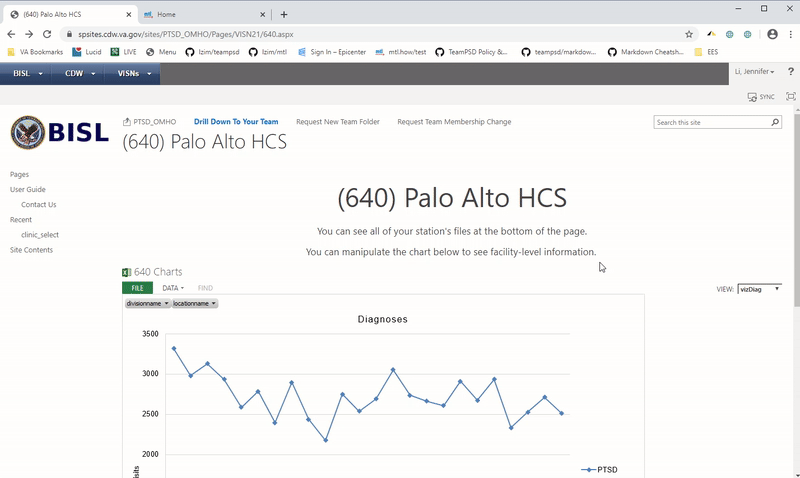 (640) Palo Alto HCS
Home
spsites.cdw.va.gov/sites/PTSD_OMHO/Pages/VISN21/640.aspx
VA Bookmarks Lucid LIVE Menu lzim/teampsd lzim/mtl Sign In – Epicenter mtl.how/test TeamPSD Policy &... teampsd/markdow... Markdown Cheatsh... EES
BISL CDW VISNs
Li, Jennifer
?
SYNC
BISL
PTSD_OMHO Drill Down To Your Team Request New Team Folder Request Team Membership Change
Search this site
(640) Palo Alto HCS
Pages
User Guide
Contact Us
Recent
clinic_select
Site Contents
(640) Palo Alto HCS
You can see all of your station's files at the bottom of the page.
You can manipulate the chart below to see facility-level information.
640 Charts
FILE DATA FIND
VIEW: vizDiag
divisionname locationname
Diagnoses
3500
3000
2500
2000
PTSD